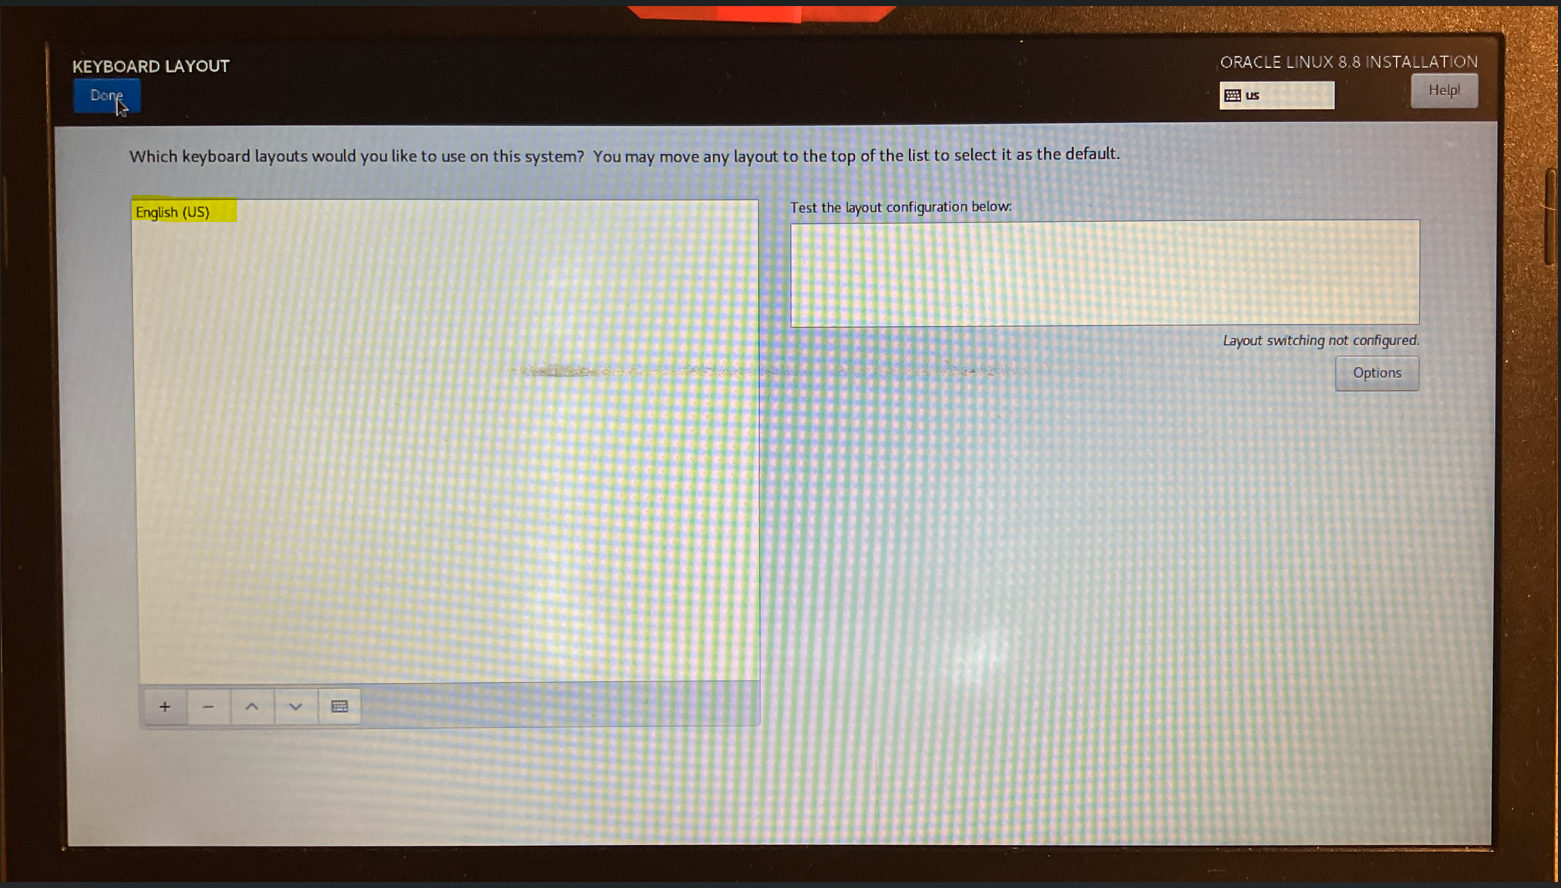 KEYBOARD LAYOUT
ORACLE LINUX 8.8 INSTALLATION
Done
us
Help!
Which keyboard layouts would you like to use on this system? You may move any layout to the top of the list to select it as the default.
English (US)
Test the layout configuration below:
Layout switching not configured.
Options